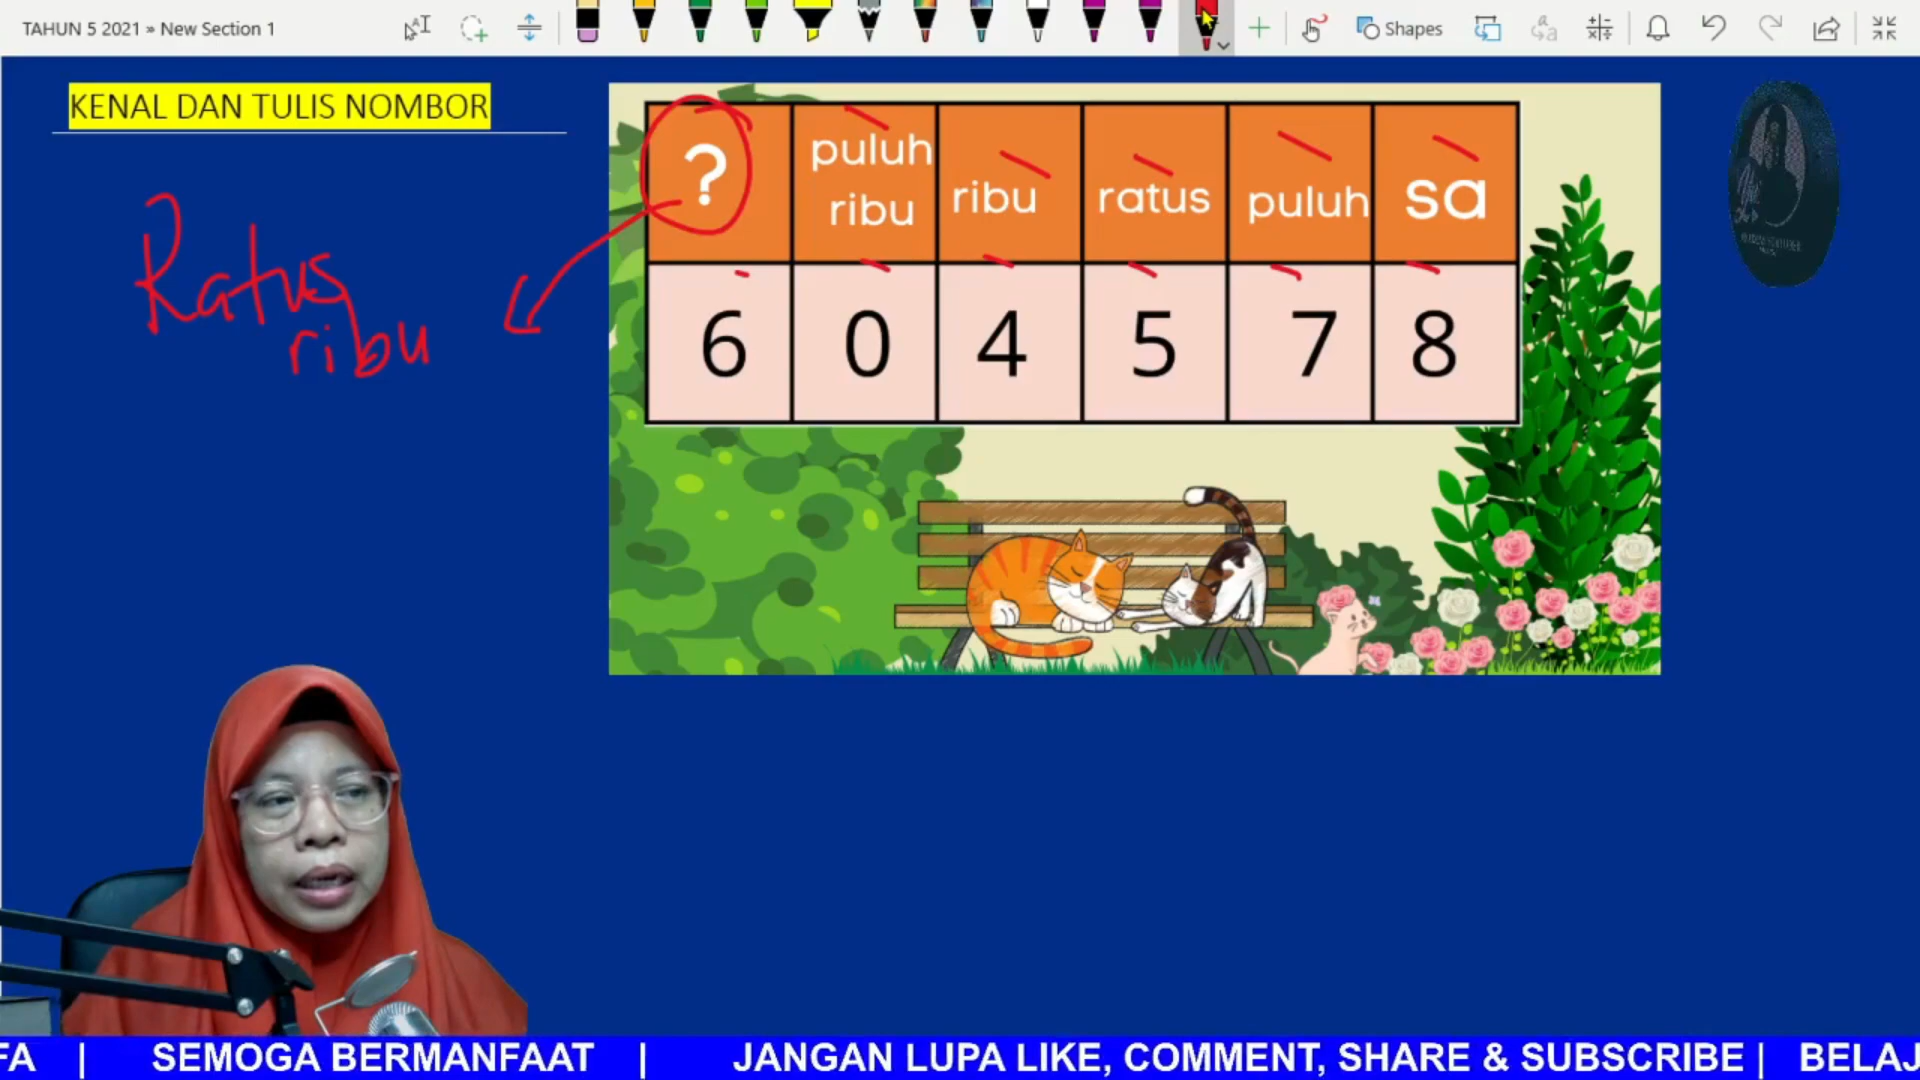 TAHUN 5 2021 » New Section 1
Shapes
KENAL DAN TULIS NOMBOR
Ratus
ribu
? puluh ribu ratus puluh sa
ribu
6 0 4 5 7 8
FA | SEMOGA BERMANFAAT | JANGAN LUPA LIKE, COMMENT, SHARE & SUBSCRIBE | BELAJ